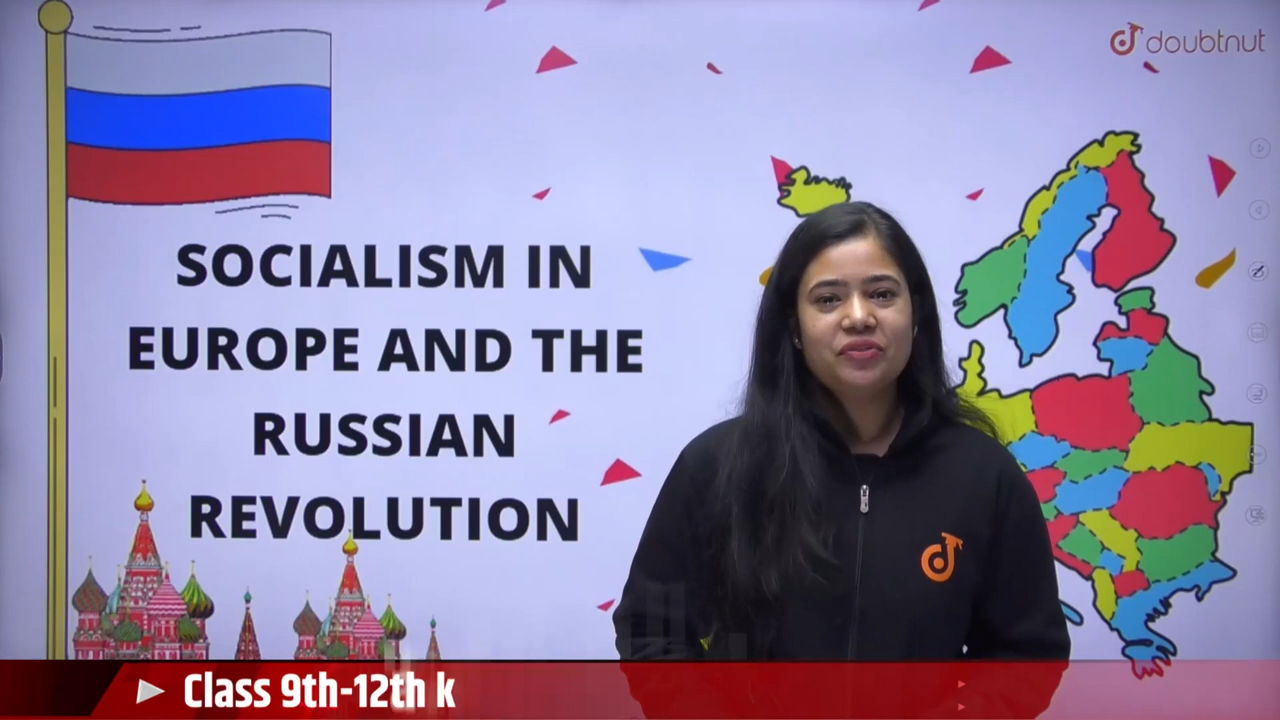 doubtnut
SOCIALISM IN
EUROPE AND THE
RUSSIAN
REVOLUTION
Class 9th-12th k